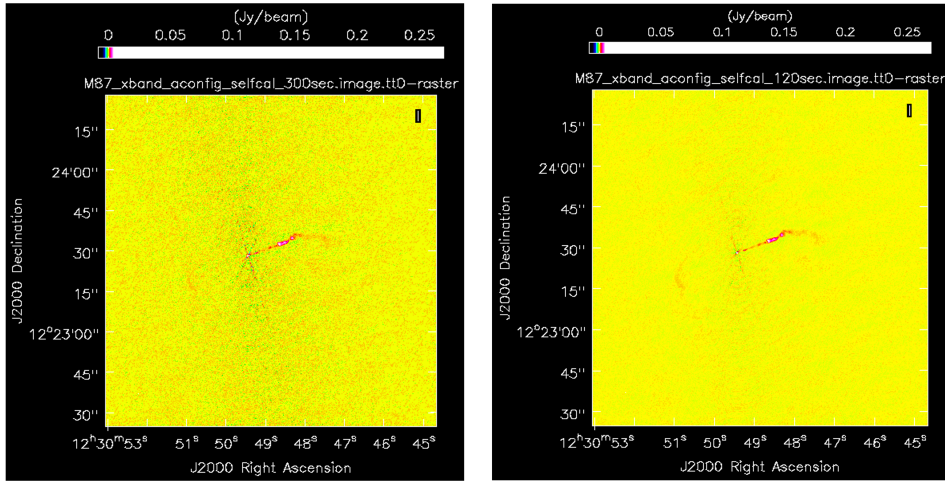 (Jy/beam)
0 0.05 0.1 0.15 0.2 0.25
M87_xband_aconfig_selfcal_300sec.image.tt0-raster
15"
24'00"
45"
30"
15"
12°23'00"
45"
30"
J2000 Declination
12ʰ30ᵐ53ˢ 51ˢ 50ˢ 49ˢ 48ˢ 47ˢ 46ˢ 45ˢ
J2000 Right Ascension
(Jy/beam)
0 0.05 0.1 0.15 0.2 0.25
M87_xband_aconfig_selfcal_120sec.image.tt0-raster
15"
24'00"
45"
30"
15"
12°23'00"
45"
30"
J2000 Declination
12ʰ30ᵐ53ˢ 51ˢ 50ˢ 49ˢ 48ˢ 47ˢ 46ˢ 45ˢ
J2000 Right Ascension